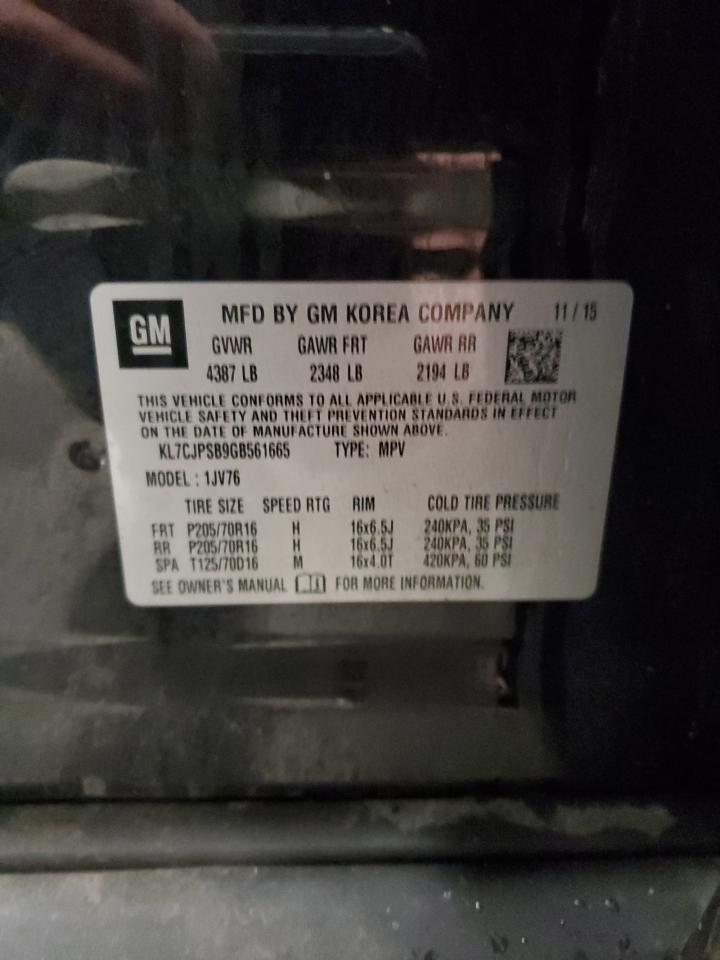 GM
MFD BY GM KOREA COMPANY 11 / 15
GVWR GAWR FRT GAWR RR
4387 LB 2348 LB 2194 LB
THIS VEHICLE CONFORMS TO ALL APPLICABLE U.S. FEDERAL MOTOR
VEHICLE SAFETY AND THEFT PREVENTION STANDARDS IN EFFECT
ON THE DATE OF MANUFACTURE SHOWN ABOVE.
KL7CJPSB9GB561665 TYPE: MPV
MODEL : 1JV76
TIRE SIZE SPEED RTG RIM COLD TIRE PRESSURE
FRT P205/70R16 H 16x6.5J 240KPA, 35 PSI
RR P205/70R16 H 16x6.5J 240KPA, 35 PSI
SPA T125/70D16 M 16x4.0T 420KPA, 60 PSI
SEE OWNER'S MANUAL FOR MORE INFORMATION.